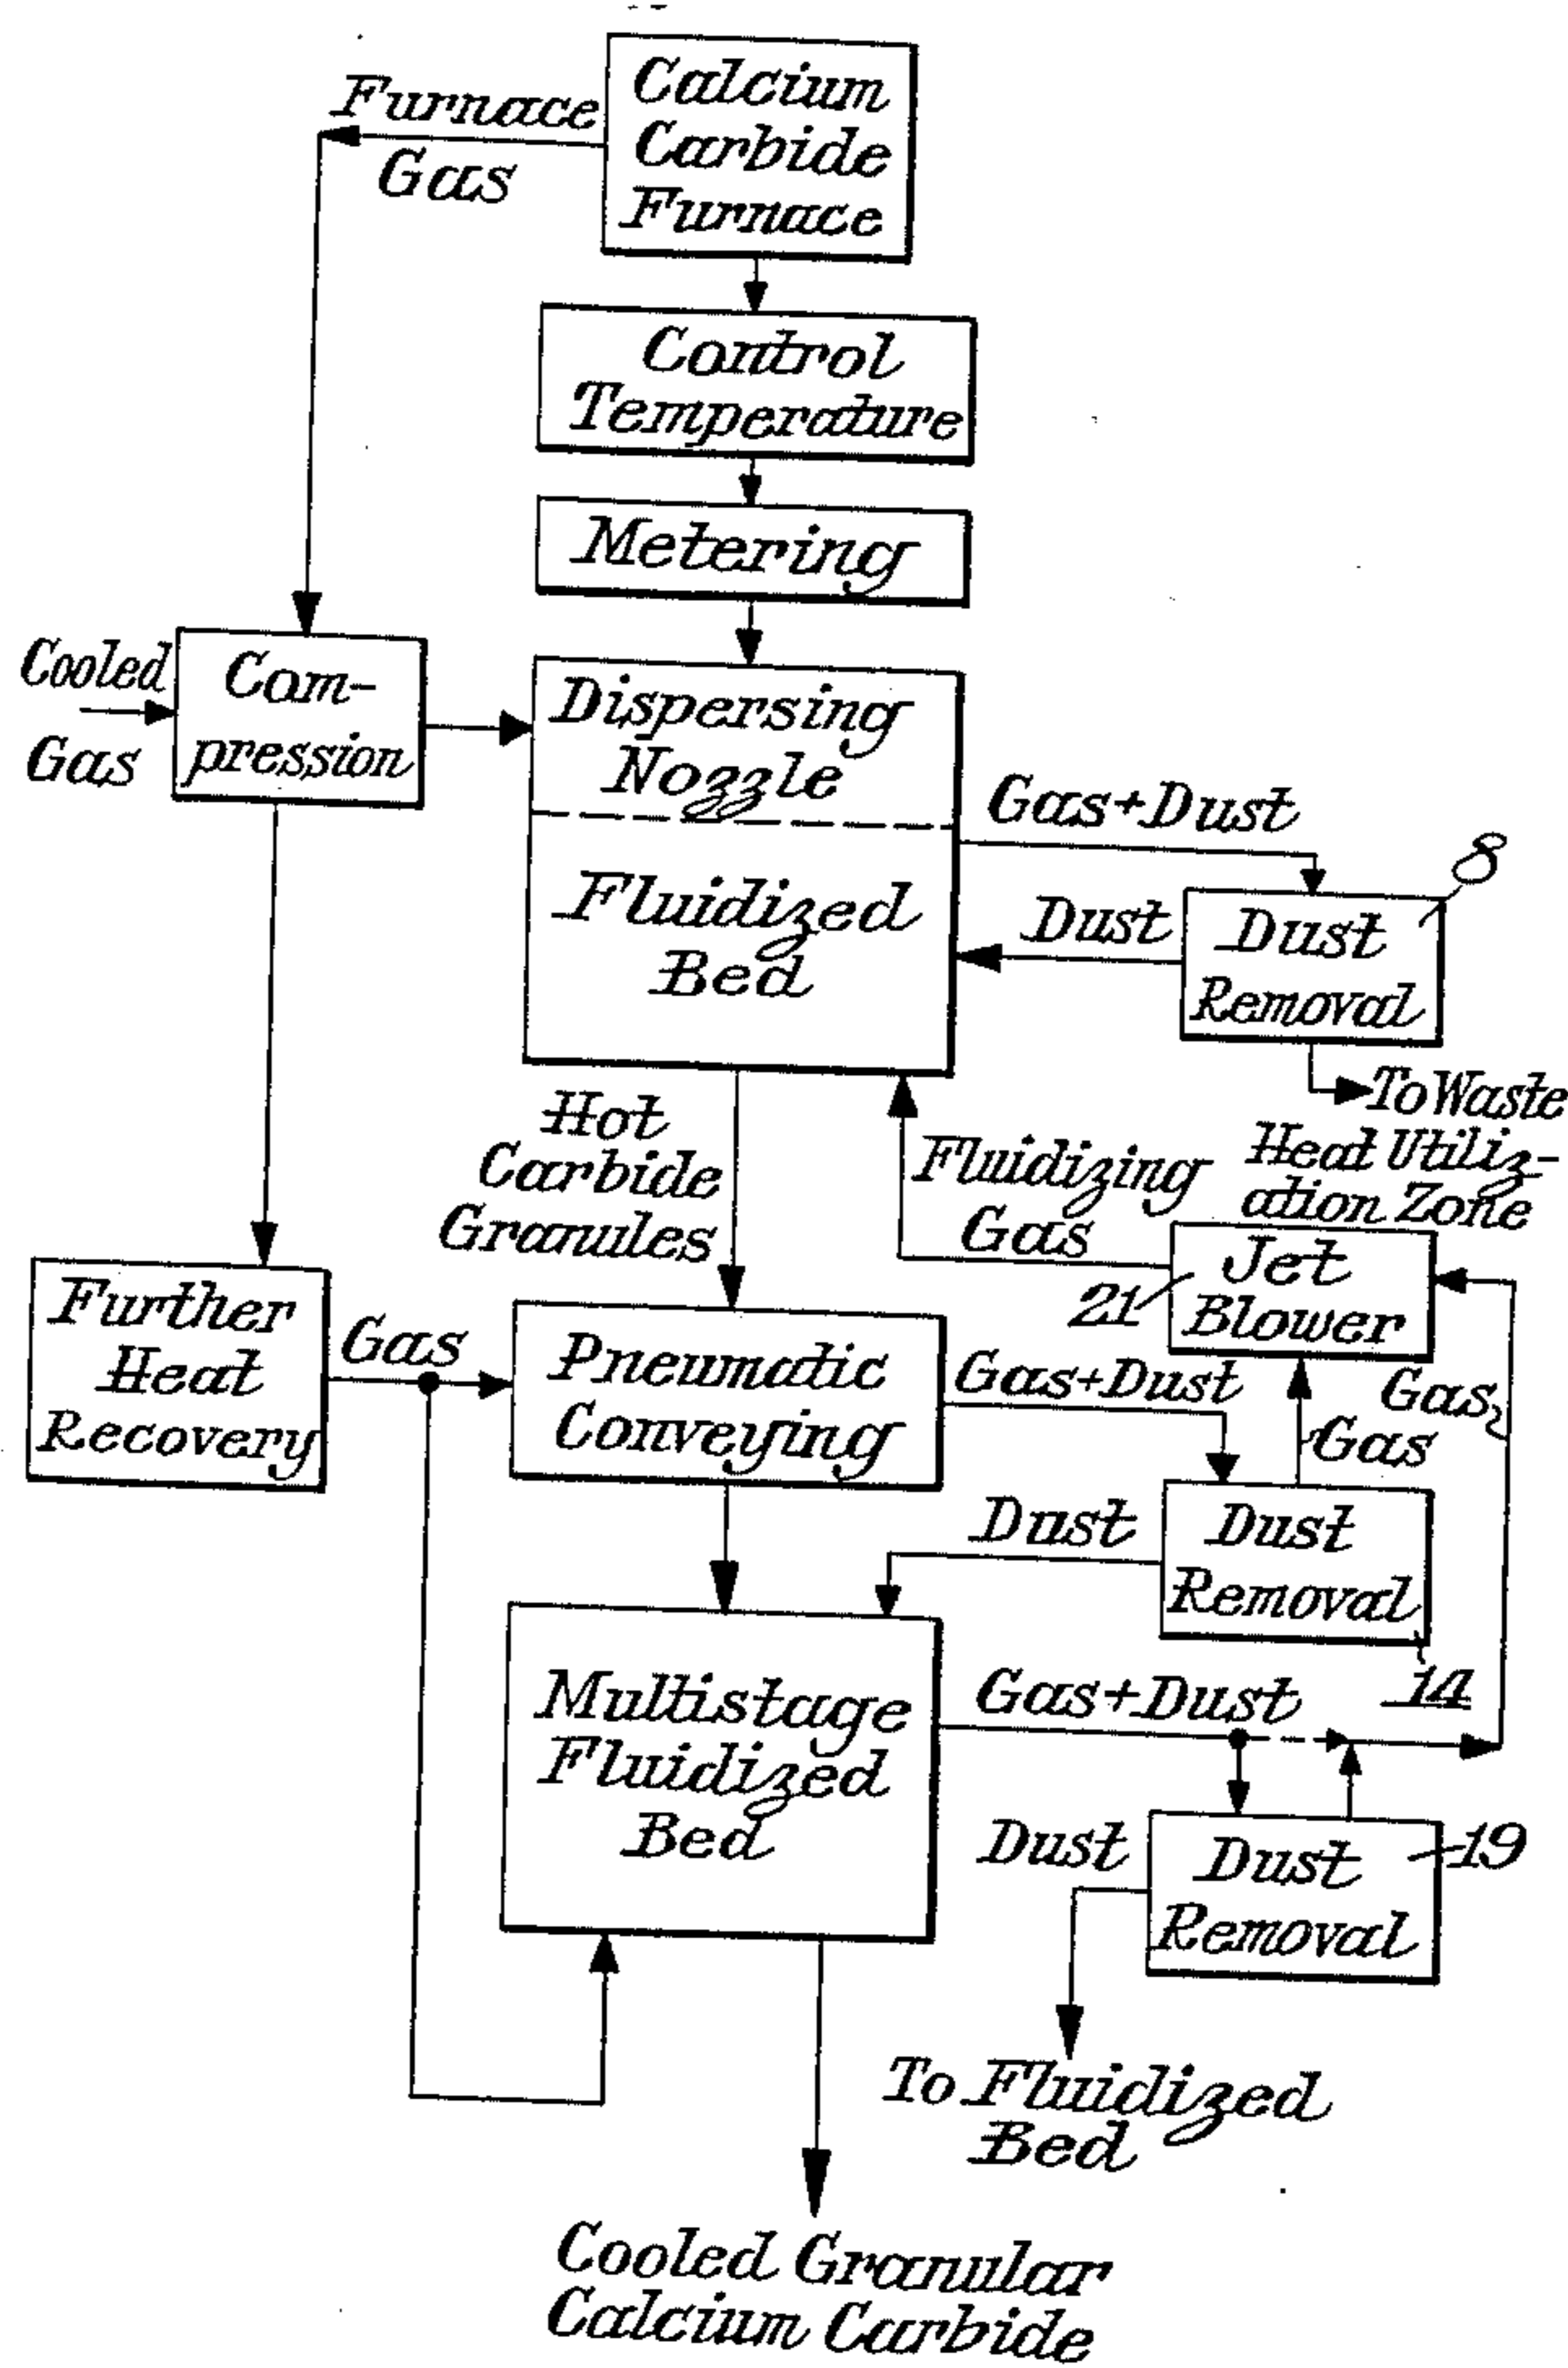 Calcium
Carbide
Furnace
Furnace
Gas
Control
Temperature
Metering
Cooled
Gas
Com-
pression
Dispersing
Nozzle
Fluidized
Bed
Gas+Dust
8
Dust
Dust
Removal
To Waste
Heat Utiliz-
ation Zone
Hot
Carbide
Granules
Fluidizing
Gas
Jet
Blower
21
Further
Heat
Recovery
Gas
Pneumatic
Conveying
Gas+Dust
Gas
Gas
Dust
Dust
Removal
14
Multistage
Fluidized
Bed
Gas+Dust
Dust
Dust
Removal
19
To Fluidized
Bed
Cooled Granular
Calcium Carbide